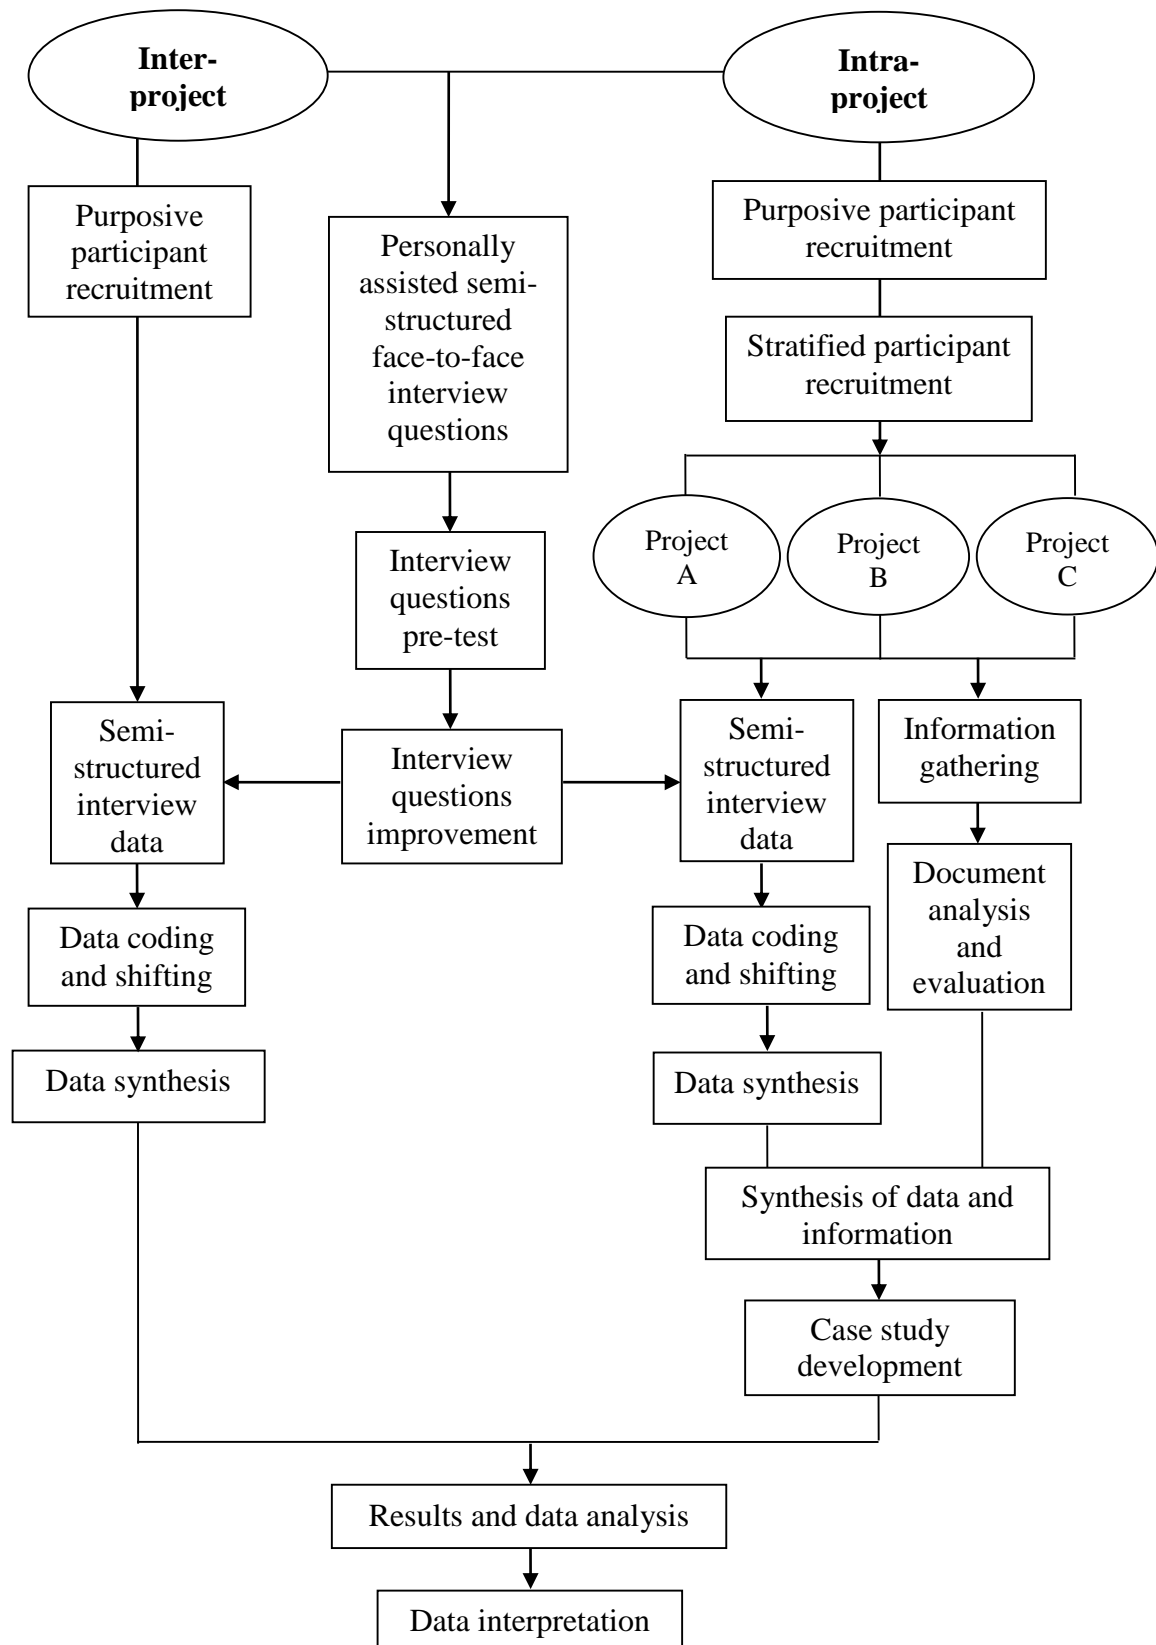 Inter-
project
Intra-
project
Purposive
participant
recruitment
Personally
assisted semi-
structured
face-to-face
interview
questions
Purposive participant
recruitment
Stratified participant
recruitment
Project
A
Project
B
Project
C
Interview
questions
pre-test
Semi-
structured
interview
data
Interview
questions
improvement
Semi-
structured
interview
data
Information
gathering
Document
analysis
and
evaluation
Data coding
and shifting
Data coding
and shifting
Data synthesis
Data synthesis
Synthesis of data and
information
Case study
development
Results and data analysis
Data interpretation